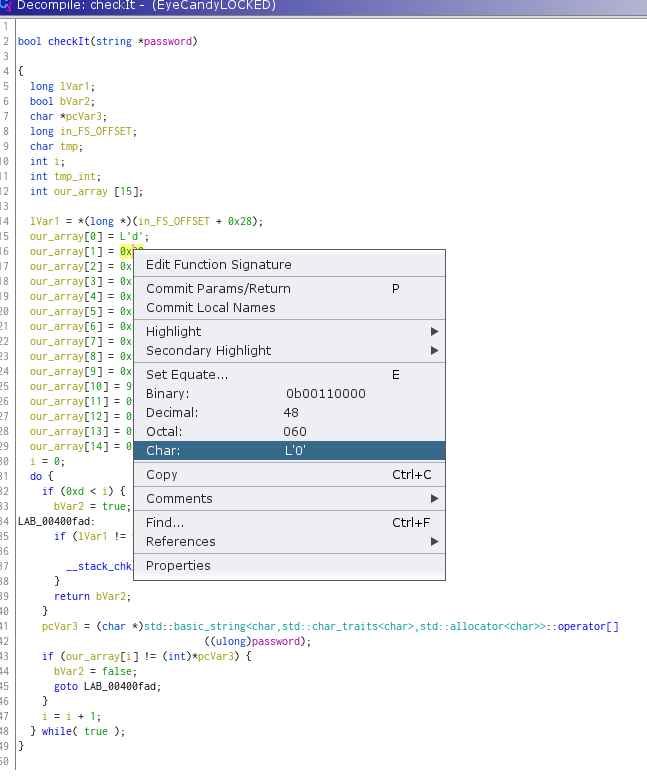 Decompile: checkIt - (EyeCandyLOCKED)
1
2 bool checkIt(string *password)
3
4 {
5 long lVar1;
6 bool bVar2;
7 char *pcVar3;
8 long in_FS_OFFSET;
9 char tmp;
10 int i;
11 int tmp_int;
12 int our_array [15];
13
14 lVar1 = *(long *)(in_FS_OFFSET + 0x28);
15 our_array[0] = L'd';
16 our_array[1] = 0x
17 our_array[2] = 0x
18 our_array[3] = 0x
19 our_array[4] = 0x
20 our_array[5] = 0x
21 our_array[6] = 0x
22 our_array[7] = 0x
23 our_array[8] = 0x
24 our_array[9] = 0x
25 our_array[10] = 9
26 our_array[11] = 0
27 our_array[12] = 0
28 our_array[13] = 0
29 our_array[14] = 0
30 i = 0;
31 do {
32 if (0xd < i) {
33 bVar2 = true;
34 LAB_00400fad:
35 if (lVar1 !=
36
37 __stack_chk
38 }
39 return bVar2;
40 }
41 pcVar3 = (char *)std::basic_string<char,std::char_traits<char>,std::allocator<char>>::operator[]
42 ((ulong)password);
43 if (our_array[i] != (int)*pcVar3) {
44 bVar2 = false;
45 goto LAB_00400fad;
46 }
47 i = i + 1;
48 } while( true );
49 }
50
Edit Function Signature
Commit Params/Return P
Commit Local Names
Highlight
Secondary Highlight
Set Equate... E
Binary: 0b00110000
Decimal: 48
Octal: 060
Char: L'0'
Copy Ctrl+C
Comments
Find... Ctrl+F
References
Properties